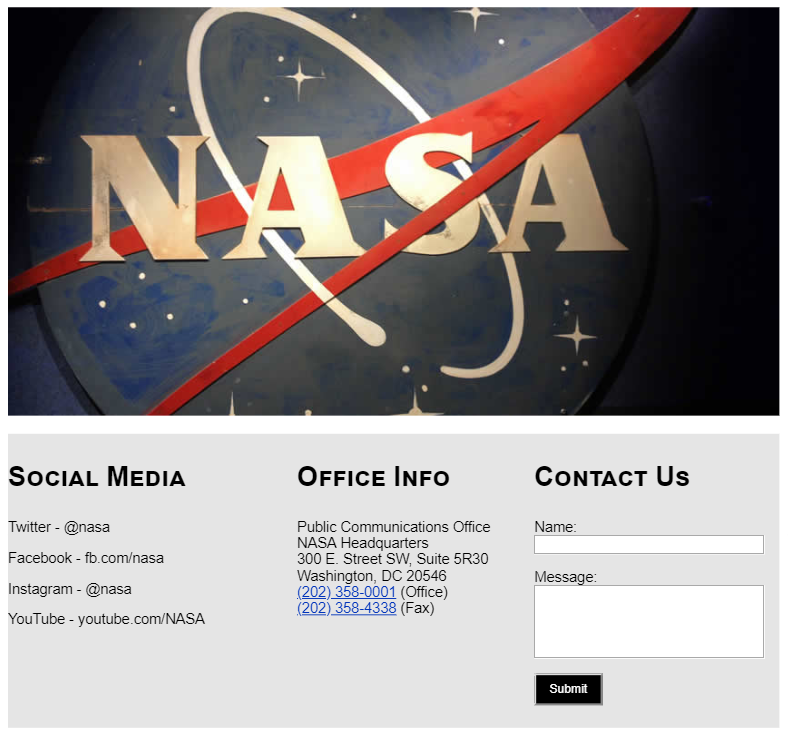 NASA
Social Media
Twitter - @nasa
Facebook - fb.com/nasa
Instagram - @nasa
YouTube - youtube.com/NASA
Office Info
Public Communications Office
NASA Headquarters
300 E. Street SW, Suite 5R30
Washington, DC 20546
(202) 358-0001 (Office)
(202) 358-4338 (Fax)
Contact Us
Name:
Message:
Submit